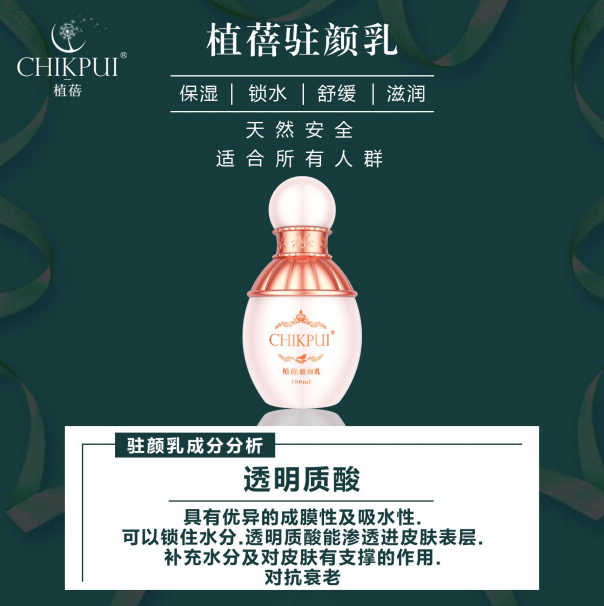 CHIKPUI®
植蓓
植蓓驻颜乳
保湿 | 锁水 | 舒缓 | 滋润
天然安全
适合所有人群
CHIKPUI®
植蓓驻颜乳
100ml
驻颜乳成分分析
透明质酸
具有优异的成膜性及吸水性.
可以锁住水分.透明质酸能渗透进皮肤表层.
补充水分及对皮肤有支撑的作用.
对抗衰老